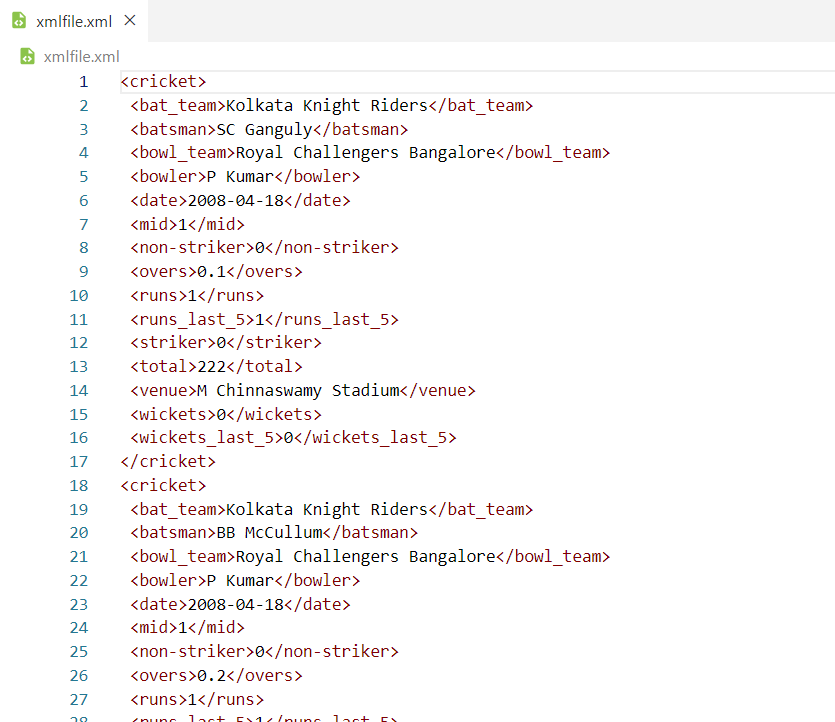 xmlfile.xml
xmlfile.xml
1 <cricket>
2 <bat_team>Kolkata Knight Riders</bat_team>
3 <batsman>SC Ganguly</batsman>
4 <bowl_team>Royal Challengers Bangalore</bowl_team>
5 <bowler>P Kumar</bowler>
6 <date>2008-04-18</date>
7 <mid>1</mid>
8 <non-striker>0</non-striker>
9 <overs>0.1</overs>
10 <runs>1</runs>
11 <runs_last_5>1</runs_last_5>
12 <striker>0</striker>
13 <total>222</total>
14 <venue>M Chinnaswamy Stadium</venue>
15 <wickets>0</wickets>
16 <wickets_last_5>0</wickets_last_5>
17 </cricket>
18 <cricket>
19 <bat_team>Kolkata Knight Riders</bat_team>
20 <batsman>BB McCullum</batsman>
21 <bowl_team>Royal Challengers Bangalore</bowl_team>
22 <bowler>P Kumar</bowler>
23 <date>2008-04-18</date>
24 <mid>1</mid>
25 <non-striker>0</non-striker>
26 <overs>0.2</overs>
27 <runs>1</runs>
28 <runs_last_5>1</runs_last_5>